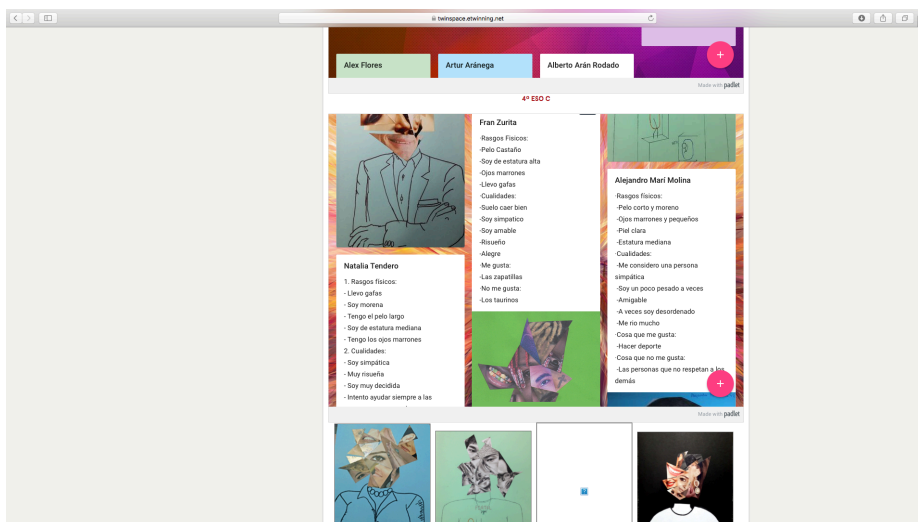 twinspace.etwinning.net
Alex Flores
Artur Aránega
Alberto Arán Rodado
Made with padlet
4º ESO C
Natalia Tendero
1. Rasgos físicos:
- Llevo gafas
- Soy morena
- Tengo el pelo largo
- Soy de estatura mediana
- Tengo los ojos marrones
2. Cualidades:
- Soy simpática
- Muy risueña
- Soy muy decidida
- Intento ayudar siempre a las
Fran Zurita
-Rasgos Fisicos:
-Pelo Castaño
-Soy de estatura alta
-Ojos marrones
-Llevo gafas
-Cualidades:
-Suelo caer bien
-Soy simpatico
-Soy amable
-Risueño
-Alegre
-Me gusta:
-Las zapatillas
-No me gusta:
-Los taurinos
Alejandro Marí Molina
·Rasgos físicos:
-Pelo corto y moreno
-Ojos marrones y pequeños
-Piel clara
-Estatura mediana
·Cualidades:
-Me considero una persona
simpática
-Soy un poco pesado a veces
-Amigable
-A veces soy desordenado
-Me rio mucho
·Cosa que me gusta:
-Hacer deporte
·Cosa que no me gusta:
-Las personas que no respetan a los
demás
Made with padlet